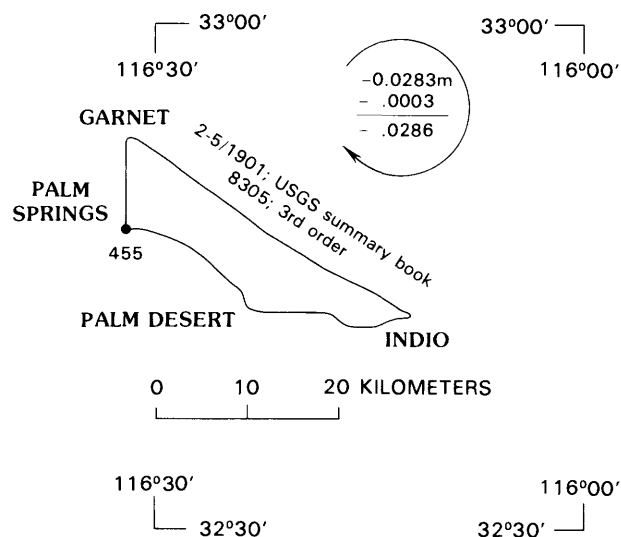 33°00'
116°30'
33°00'
116°00'
-0.0283m
- .0003
- .0286
GARNET
2-5/1901; USGS summary book
8305; 3rd order
PALM
SPRINGS
455
PALM DESERT
INDIO
0 10 20 KILOMETERS
116°30'
32°30'
116°00'
32°30'